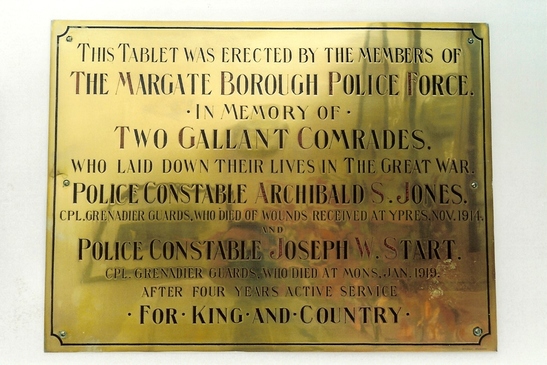 THIS TABLET WAS ERECTED BY THE MEMBERS OF
THE MARGATE BOROUGH POLICE FORCE.
· IN MEMORY OF ·
TWO GALLANT COMRADES.
WHO LAID DOWN THEIR LIVES IN THE GREAT WAR.
POLICE CONSTABLE ARCHIBALD S. JONES.
CPL. GRENADIER GUARDS, WHO DIED OF WOUNDS RECEIVED AT YPRES, NOV. 1914.
AND
POLICE CONSTABLE JOSEPH W. START.
CPL. GRENADIER GUARDS, WHO DIED AT MONS, JAN. 1919.
AFTER FOUR YEARS ACTIVE SERVICE
· FOR · KING · AND · COUNTRY ·